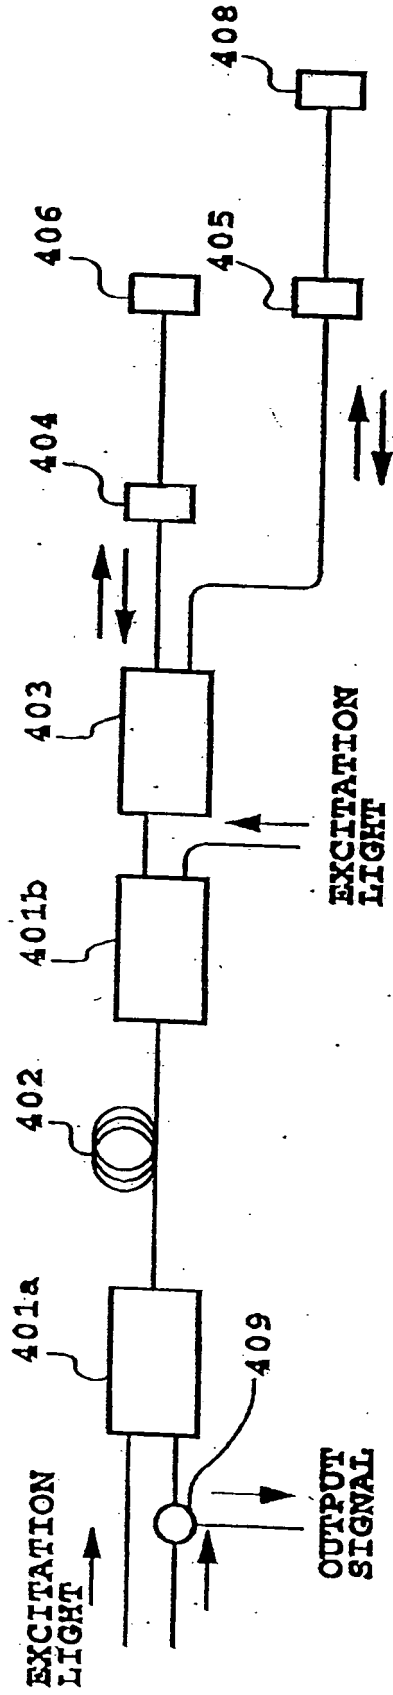 EXCITATION
LIGHT
401a
402
401b
403
404
406
405
408
409
OUTPUT
SIGNAL
EXCITATION
LIGHT